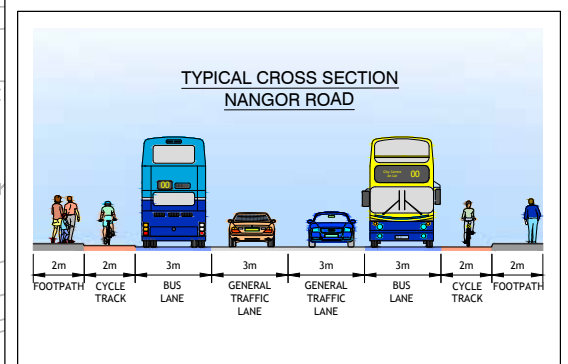 TYPICAL CROSS SECTION
NANGOR ROAD
00
00
2m 2m 3m 3m 3m 3m 2m 2m
FOOTPATH CYCLE TRACK BUS LANE GENERAL TRAFFIC LANE GENERAL TRAFFIC LANE BUS LANE CYCLE TRACK FOOTPATH